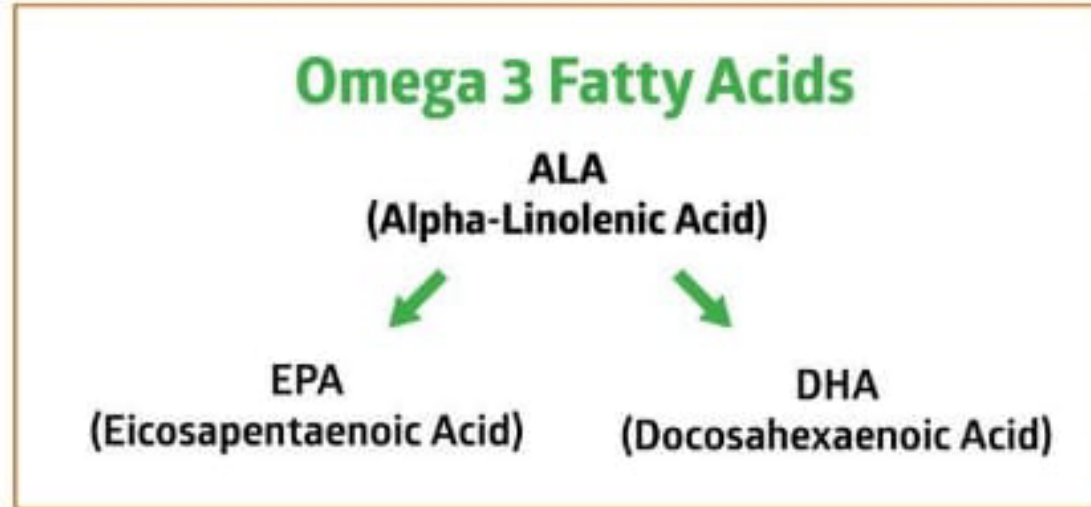 Omega 3 Fatty Acids
ALA
(Alpha-Linolenic Acid)
EPA
(Eicosapentaenoic Acid)
DHA
(Docosahexaenoic Acid)